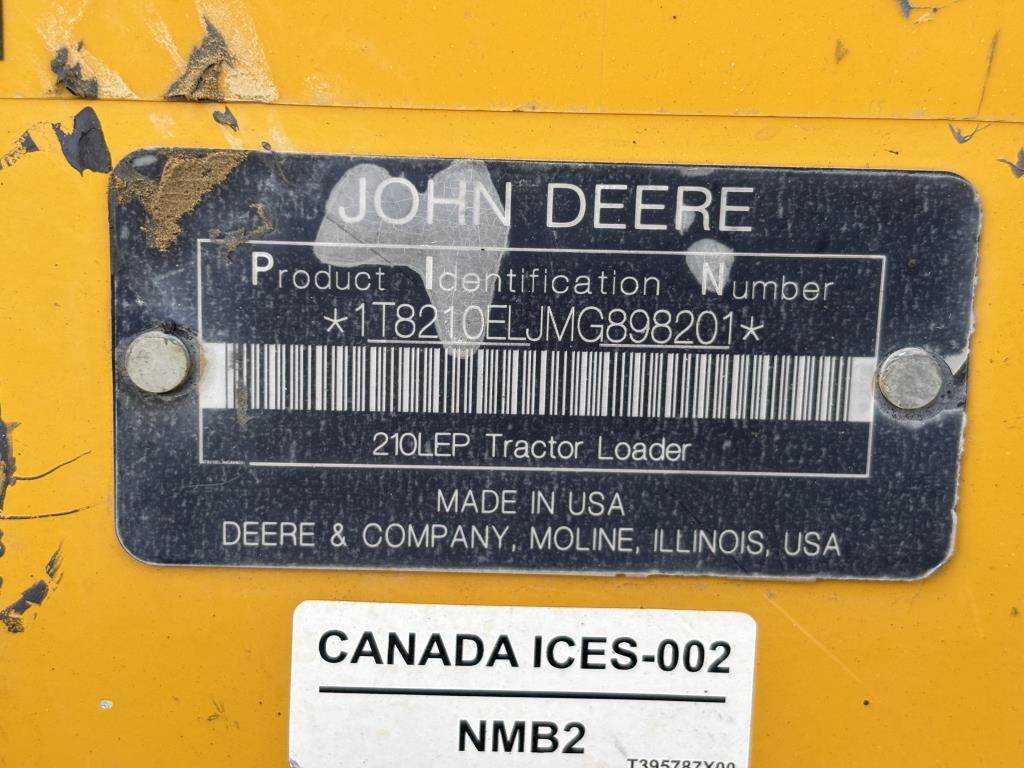 JOHN DEERE
Product Identification Number
*1T8210ELJMG898201*
210LEP Tractor Loader
MADE IN USA
DEERE & COMPANY, MOLINE, ILLINOIS, USA
CANADA ICES-002
NMB2
T395787X00